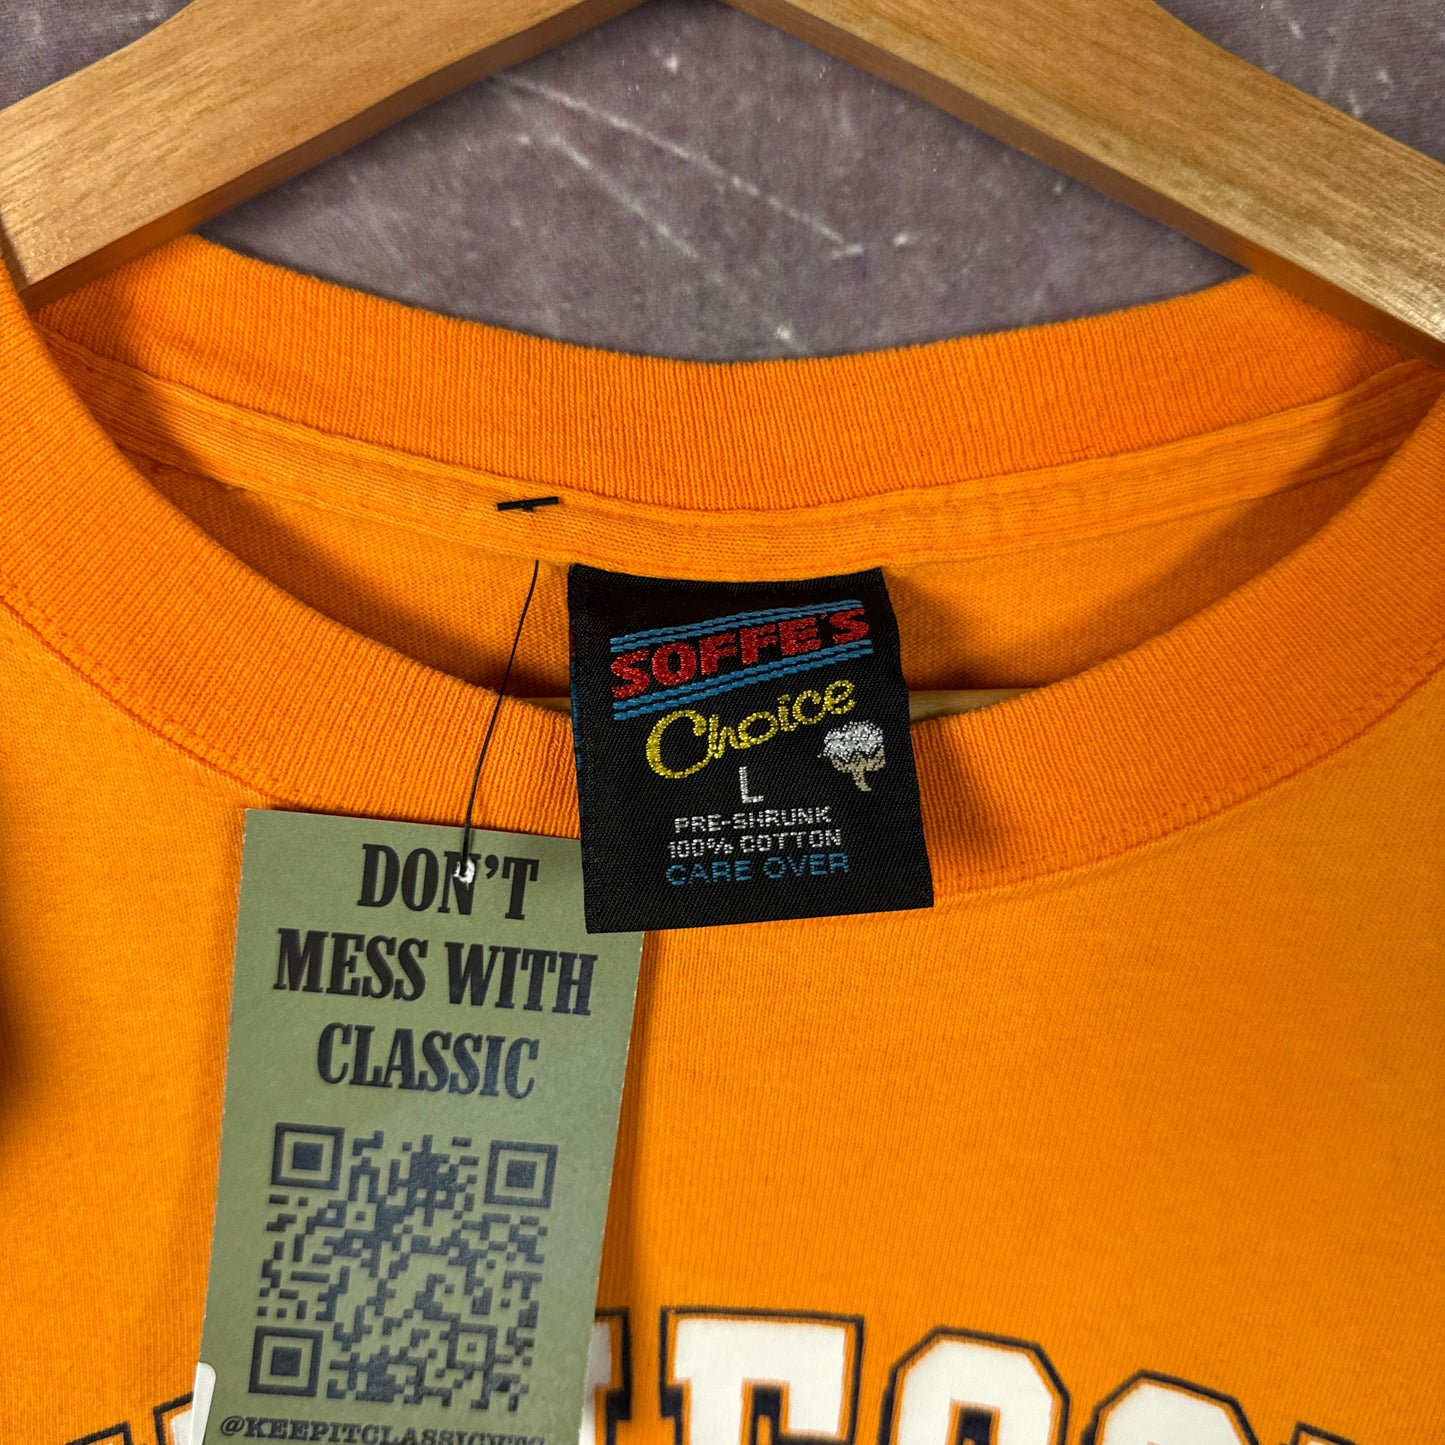 SOFFE'S
Choice
L
PRE-SHRUNK
100% COTTON
CARE OVER
DON'T
MESS WITH
CLASSIC